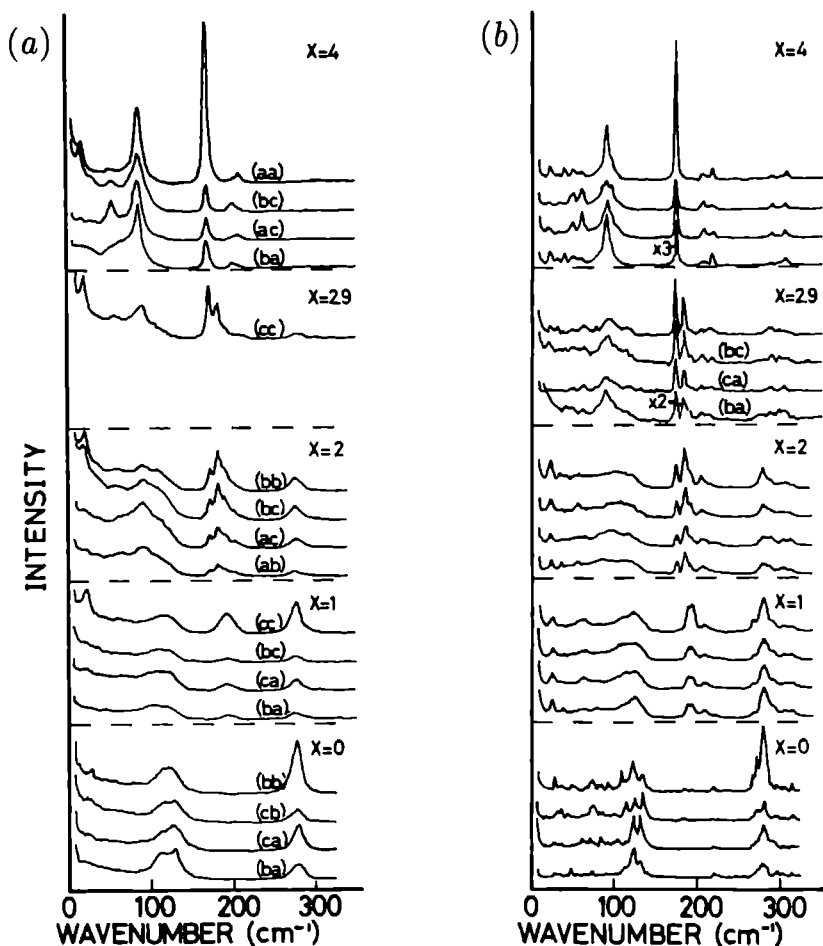 (a)
X=4
(aa)
(bc)
(ac)
(ba)
X=2.9
(cc)
X=2
(bb)
(bc)
(ac)
(ab)
X=1
(cc)
(bc)
(ca)
(ba)
X=0
(bb)
(cb)
(ca)
(ba)
0 100 200 300
WAVENUMBER (cm⁻¹)
INTENSITY
(b)
X=4
x3
X=2.9
(bc)
(ca)
x2
(ba)
X=2
X=1
X=0
0 100 200 300
WAVENUMBER (cm⁻¹)